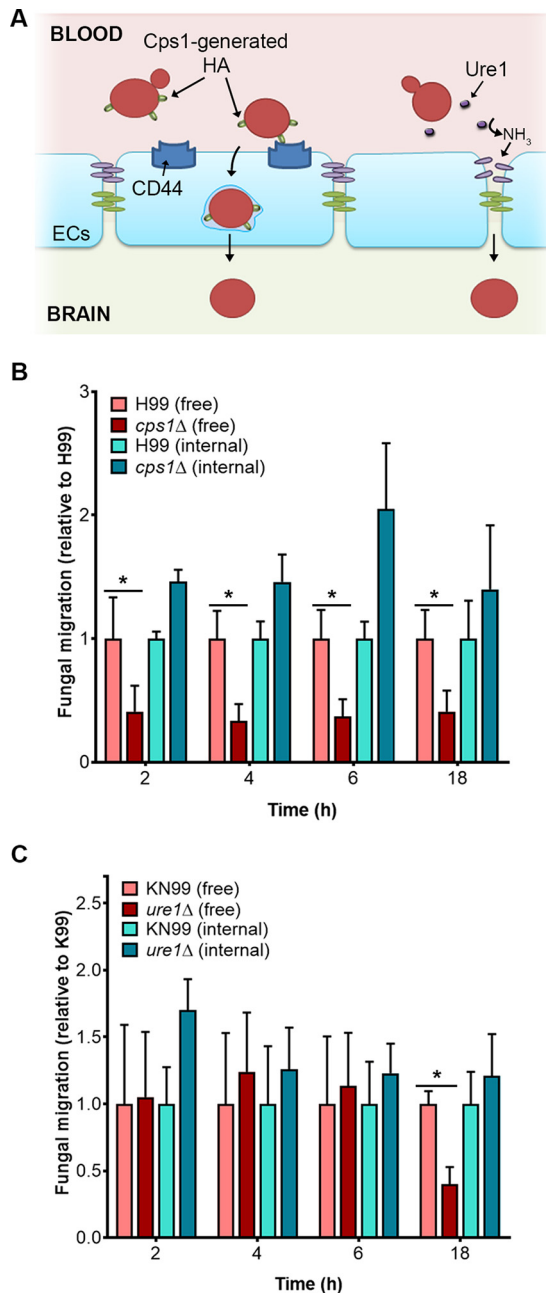 A
BLOOD
Cps1-generated
HA
Ure1
NH3
CD44
ECs
BRAIN
B
Fungal migration (relative to H99)
3
2
1
0
H99 (free)
cps1Δ (free)
H99 (internal)
cps1Δ (internal)
*
*
*
*
2
4
6
18
Time (h)
C
Fungal migration (relative to K99)
2.5
2.0
1.5
1.0
0.5
0.0
KN99 (free)
ure1Δ (free)
KN99 (internal)
ure1Δ (internal)
*
2
4
6
18
Time (h)